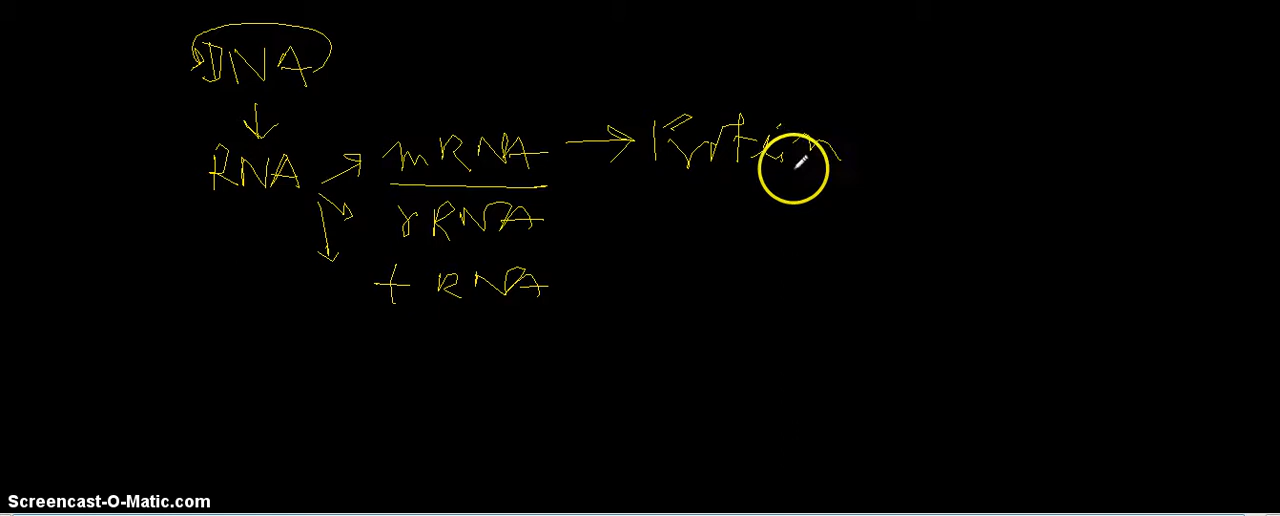 DNA
RNA → mRNA → Protein
rRNA
tRNA
Screencast-O-Matic.com